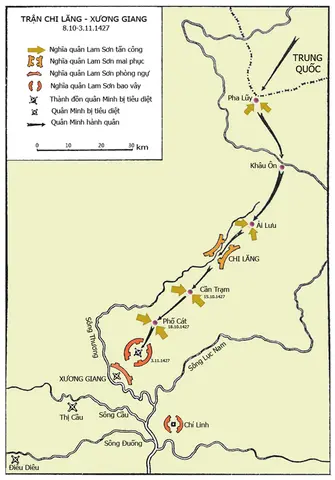 TRẬN CHI LĂNG - XƯƠNG GIANG
8.10-3.11.1427
Nghĩa quân Lam Sơn tấn công
Nghĩa quân Lam Sơn mai phục
Nghĩa quân Lam Sơn phòng ngự
Nghĩa quân Lam Sơn bao vây
Thành đồn quân Minh bị tiêu diệt
Quân Minh bị tiêu diệt
Quân Minh hành quân
0 10 20 30
km
TRUNG
QUỐC
Pha Lũy
Khâu Ôn
Ải Lưu
CHI LĂNG
Cần Trạm
15.10.1427
Phố Cát
18.10.1427
3.11.1427
Sông Thương
Sông Lục Nam
XƯƠNG GIANG
Thị Cầu
Sông Cầu
Chí Linh
Sông Đuống
Điêu Diêu